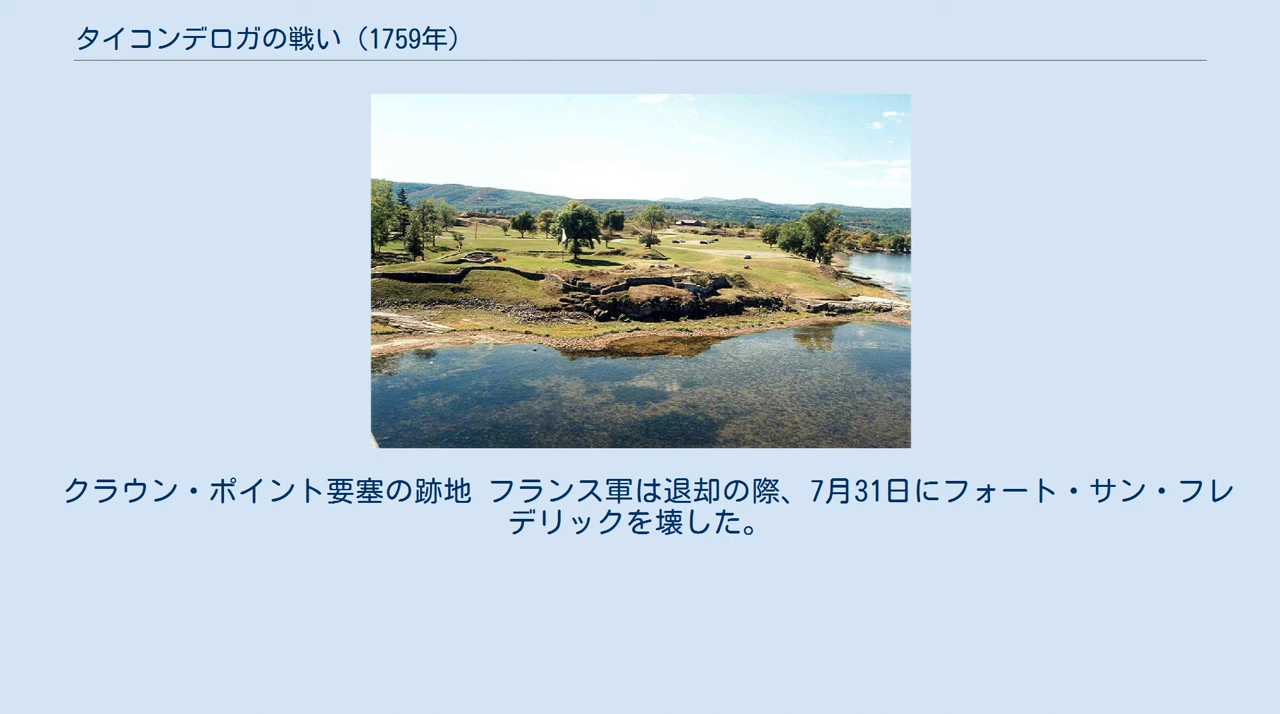 タイコンデロガの戦い（1759年）
クラウン・ポイント要塞の跡地 フランス軍は退却の際、7月31日にフォート・サン・フレ
デリックを壊した。